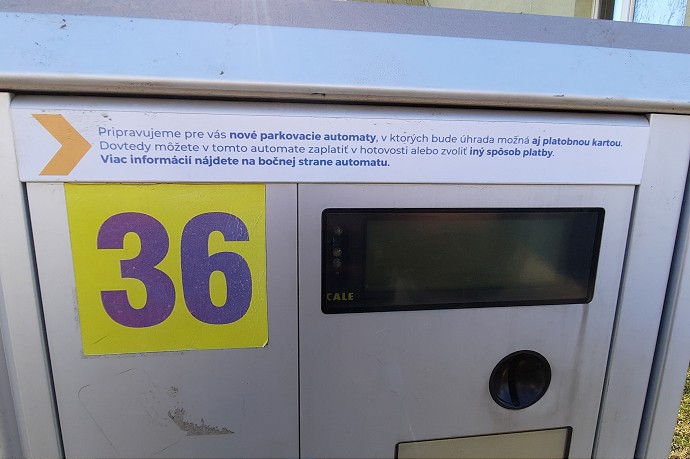 Pripravujeme pre vás nové parkovacie automaty, v ktorých bude úhrada možná aj platobnou kartou.
Dovtedy môžete v tomto automate zaplatiť v hotovosti alebo zvoliť iný spôsob platby.
Viac informácií nájdete na bočnej strane automatu.
36
CALE